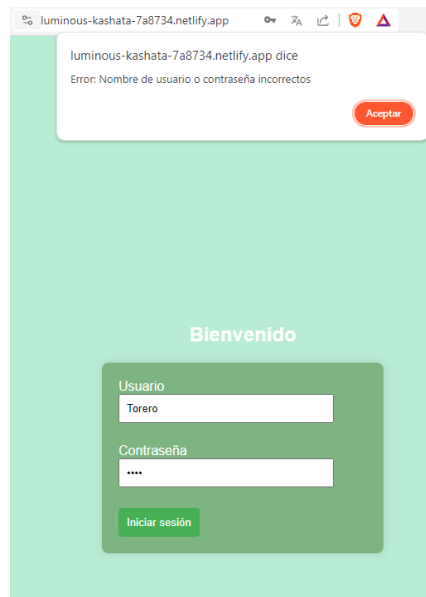 luminous-kashata-7a8734.netlify.app
luminous-kashata-7a8734.netlify.app dice
Error: Nombre de usuario o contraseña incorrectos
Aceptar
Bienvenido
Usuario
Torero
Contraseña
••••
Iniciar sesión